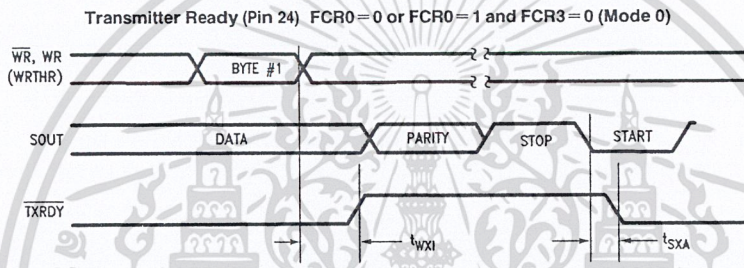 Transmitter Ready (Pin 24) FCR0=0 or FCR0=1 and FCR3=0 (Mode 0)
WR, WR
(WRTHR)
BYTE #1
SOUT
DATA
PARITY
STOP
START
TXRDY
tWXI
tSXA